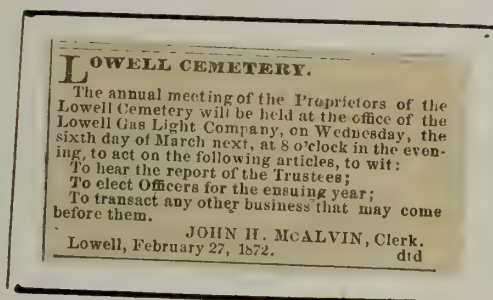 LOWELL CEMETERY.
The annual meeting of the Proprietors of the
Lowell Cemetery will be held at the office of the
Lowell Gas Light Company, on Wednesday, the
sixth day of March next, at 8 o'clock in the even-
ing, to act on the following articles, to wit:
To hear the report of the Trustees;
To elect Officers for the ensuing year;
To transact any other business that may come
before them.
JOHN H. McALVIN, Clerk.
Lowell, February 27, 1872. dtd